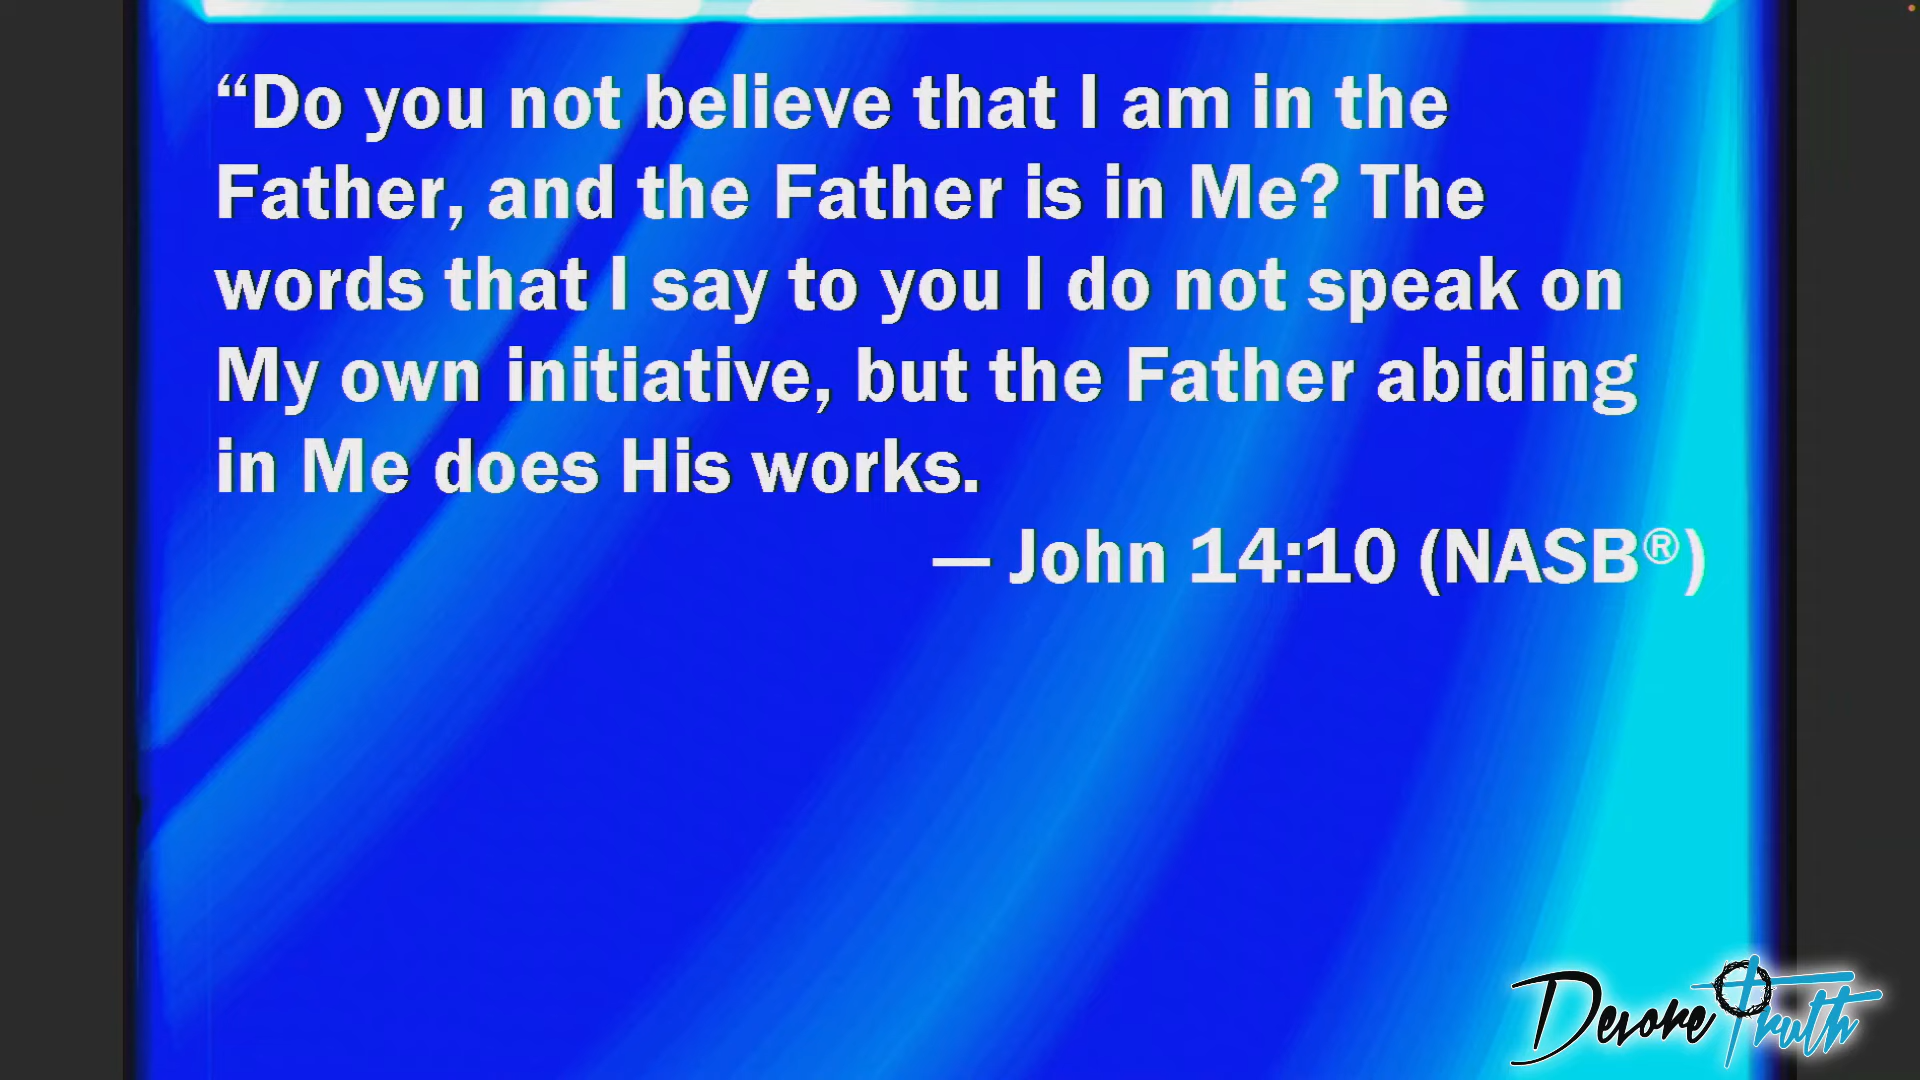 “Do you not believe that I am in the
Father, and the Father is in Me? The
words that I say to you I do not speak on
My own initiative, but the Father abiding
in Me does His works.
— John 14:10 (NASB®)
Devore Truth